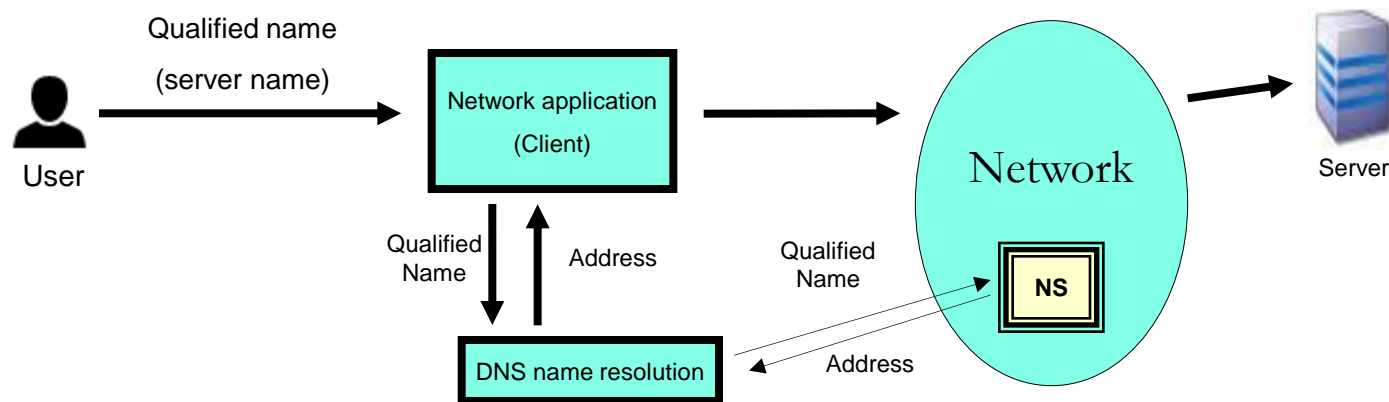 Qualified name
(server name)
User
Network application
(Client)
Qualified
Name
Address
DNS name resolution
Qualified
Name
Address
Network
NS
Server